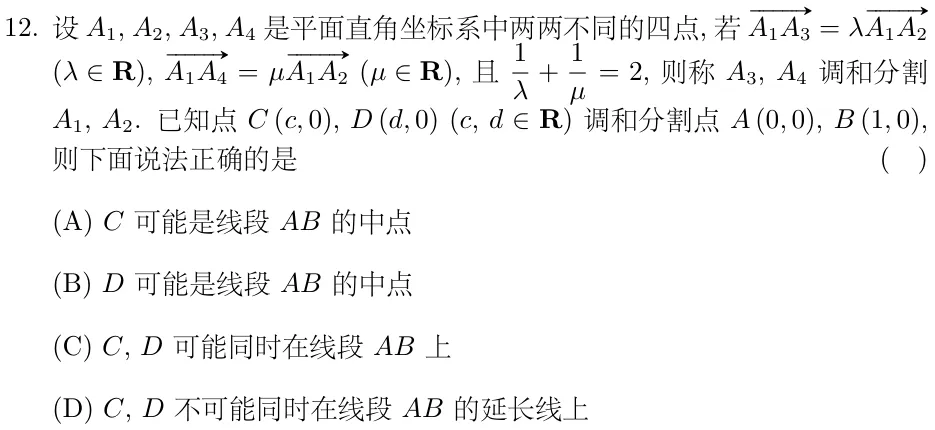 12. 设 A₁, A₂, A₃, A₄ 是平面直角坐标系中两两不同的四点, 若 $\overrightarrow{A_1A_3} = \lambda\overrightarrow{A_1A_2}$
(λ ∈ **R**), $\overrightarrow{A_1A_4} = \mu\overrightarrow{A_1A_2}$ (μ ∈ **R**), 且 $\frac{1}{\lambda} + \frac{1}{\mu} = 2$, 则称 A₃, A₄ 调和分割
A₁, A₂. 已知点 C (c, 0), D (d, 0) (c, d ∈ **R**) 调和分割点 A (0, 0), B (1, 0),
则下面说法正确的是 ( )
(A) C 可能是线段 AB 的中点
(B) D 可能是线段 AB 的中点
(C) C, D 可能同时在线段 AB 上
(D) C, D 不可能同时在线段 AB 的延长线上